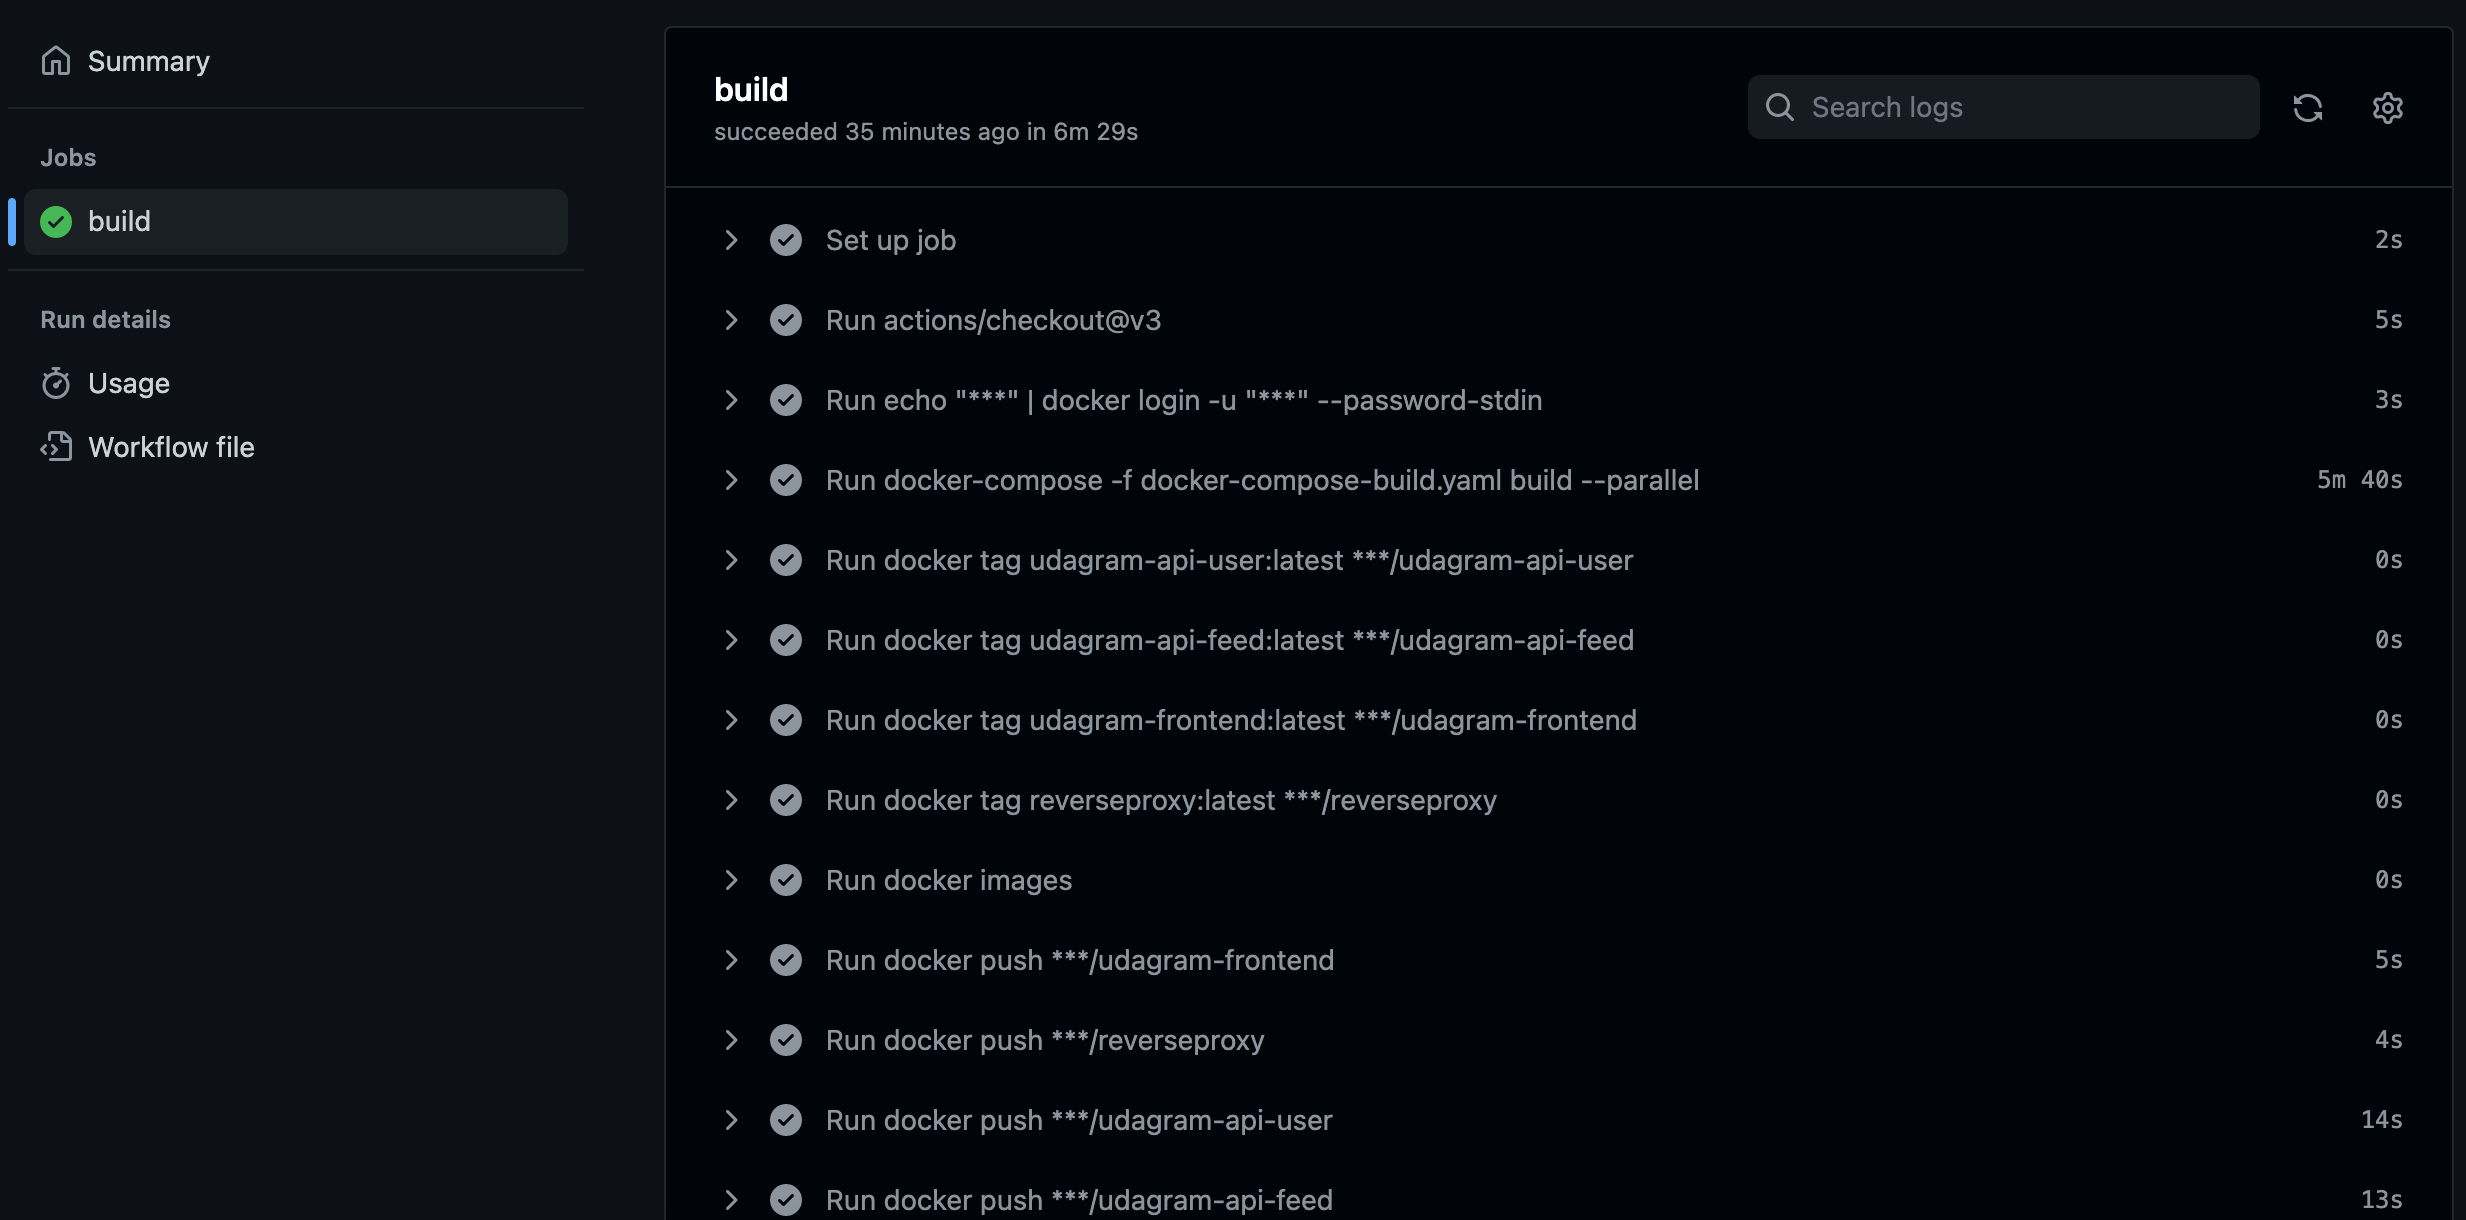 Summary
Jobs
build
Run details
Usage
Workflow file
build
succeeded 35 minutes ago in 6m 29s
Search logs
Set up job 2s
Run actions/checkout@v3 5s
Run echo "***" | docker login -u "***" --password-stdin 3s
Run docker-compose -f docker-compose-build.yaml build --parallel 5m 40s
Run docker tag udagram-api-user:latest ***/udagram-api-user 0s
Run docker tag udagram-api-feed:latest ***/udagram-api-feed 0s
Run docker tag udagram-frontend:latest ***/udagram-frontend 0s
Run docker tag reverseproxy:latest ***/reverseproxy 0s
Run docker images 0s
Run docker push ***/udagram-frontend 5s
Run docker push ***/reverseproxy 4s
Run docker push ***/udagram-api-user 14s
Run docker push ***/udagram-api-feed 13s